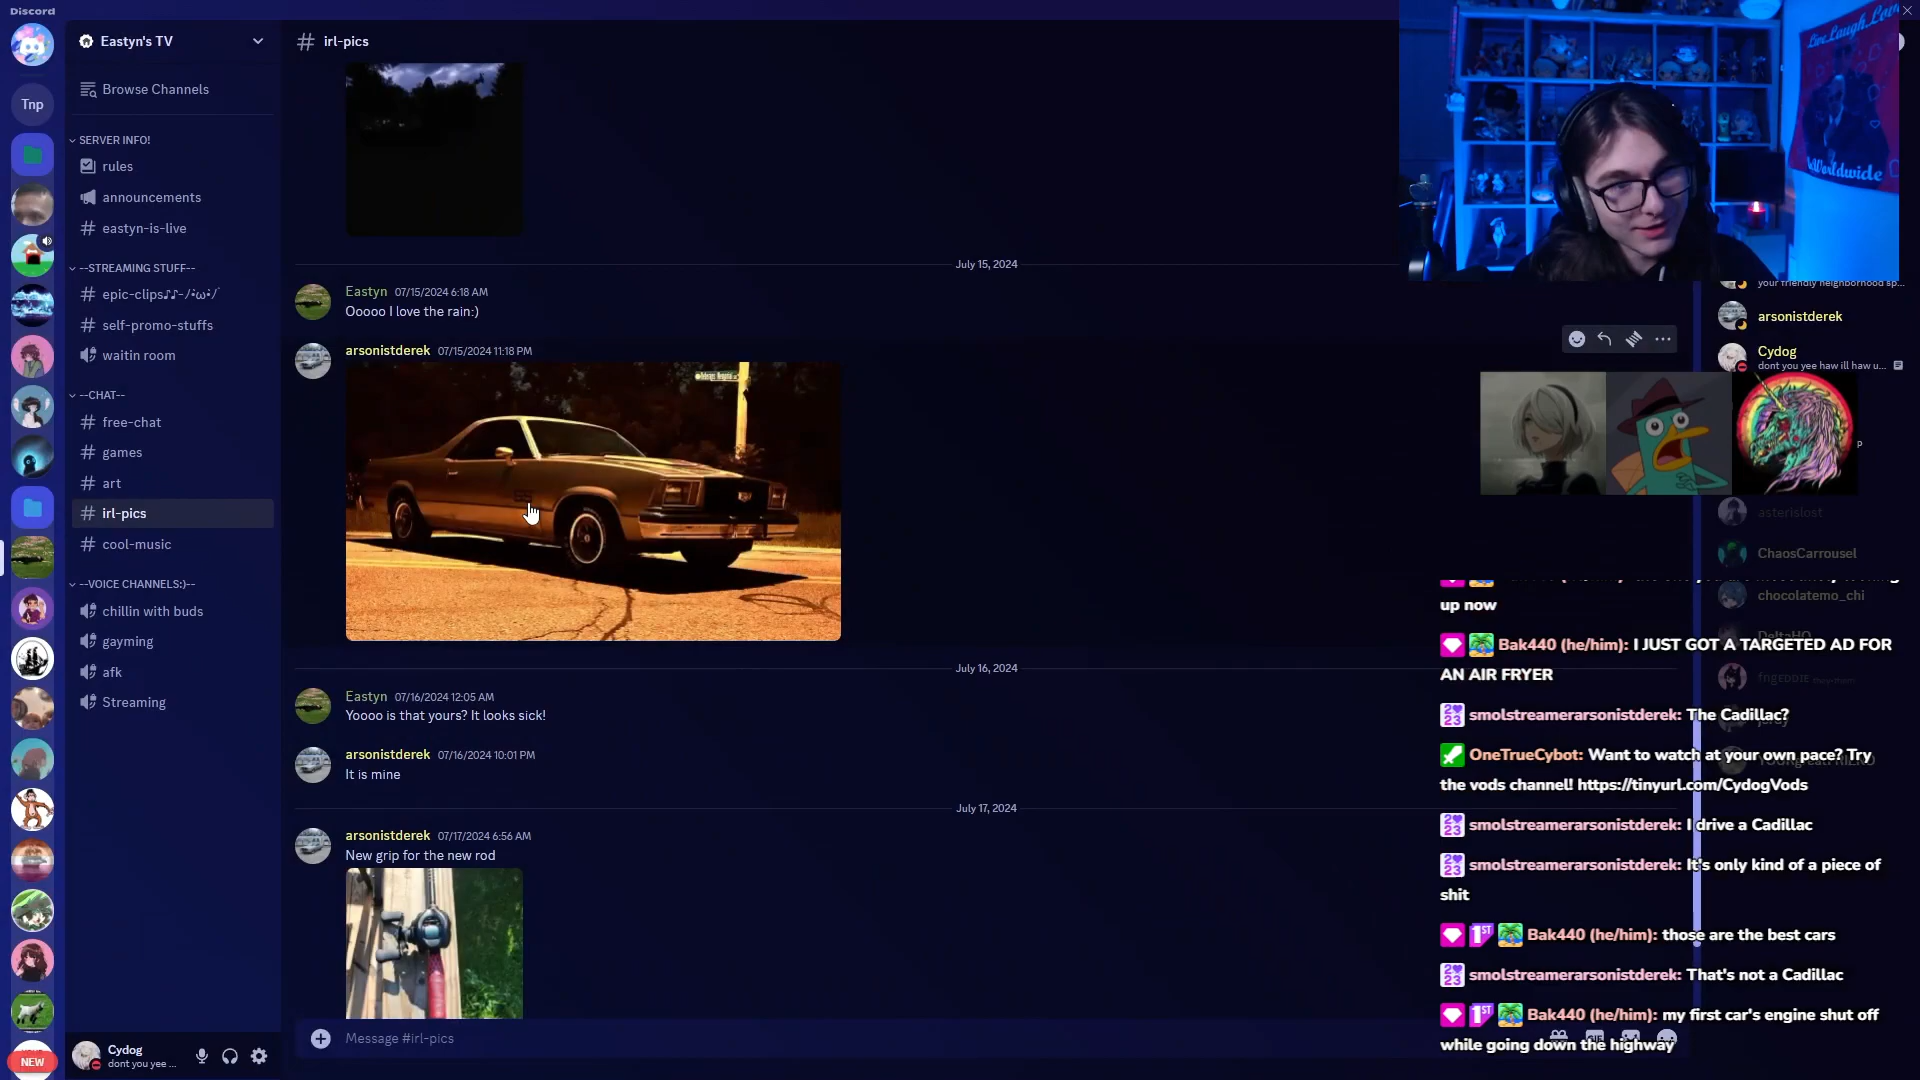 Discord
Eastyn's TV
Tnp
Browse Channels
SERVER INFO!
rules
announcements
eastyn-is-live
--STREAMING STUFF--
self-promo-stuffs
waitin room
--CHAT--
free-chat
games
art
irl-pics
cool-music
--VOICE CHANNELS:)--
chillin with buds
gayming
afk
Streaming
NEW
Cydog
dont you yee ...
irl-pics
July 15, 2024
Eastyn 07/15/2024 6:18 AM
Ooooo I love the rain:)
arsonistderek 07/15/2024 11:18 PM
July 16, 2024
Eastyn 07/16/2024 12:05 AM
Yoooo is that yours? It looks sick!
arsonistderek 07/16/2024 10:01 PM
It is mine
July 17, 2024
arsonistderek 07/17/2024 6:56 AM
New grip for the new rod
Message #irl-pics
Live, Laugh, Love
Worldwide
your friendly neighborhood sp...
arsonistderek
Cydog
dont you yee haw ill haw u...
asterislost
ChaosCarrousel
chocolatemo_chi
up now
Bak440 (he/him): I JUST GOT A TARGETED AD FOR
AN AIR FRYER
smolstreamerarsonistderek: The Cadillac?
OneTrueCybot: Want to watch at your own pace? Try
the vods channel! https://tinyurl.com/CydogVods
smolstreamerarsonistderek: I drive a Cadillac
smolstreamerarsonistderek: It's only kind of a piece of
shit
Bak440 (he/him): those are the best cars
smolstreamerarsonistderek: That's not a Cadillac
Bak440 (he/him): my first car's engine shut off
while going down the highway